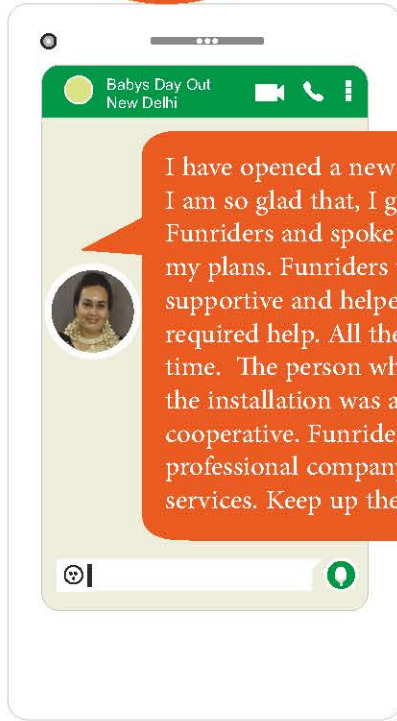 Babys Day Out
New Delhi
I have opened a new
I am so glad that, I g
Funriders and spoke
my plans. Funriders
supportive and helpe
required help. All the
time. The person wh
the installation was a
cooperative. Funride
professional company
services. Keep up the